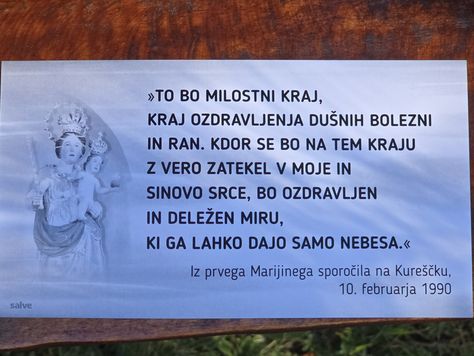 »TO BO MILOSTNI KRAJ,
KRAJ OZDRAVLJENJA DUŠNIH BOLEZNI
IN RAN. KDOR SE BO NA TEM KRAJU
Z VERO ZATEKEL V MOJE IN
SINOVO SRCE, BO OZDRAVLJEN
IN DELEŽEN MIRU,
KI GA LAHKO DAJO SAMO NEBESA.«
Iz prvega Marijinega sporočila na Kureščku,
10. februarja 1990
salve